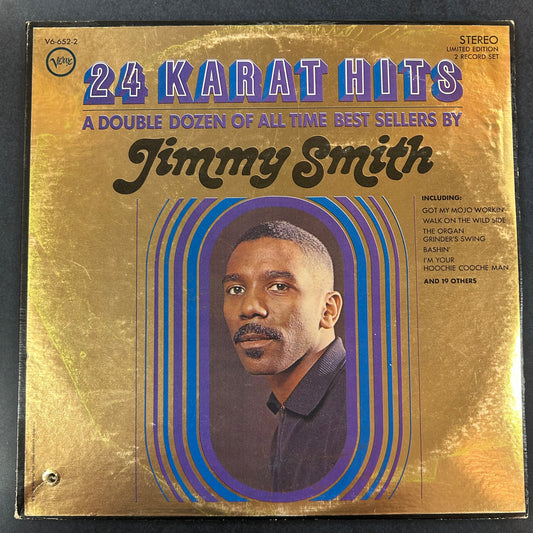 V6-652-2
Verve
STEREO
LIMITED EDITION
2 RECORD SET
24 KARAT HITS
A DOUBLE DOZEN OF ALL TIME BEST SELLERS BY
Jimmy Smith
INCLUDING:
GOT MY MOJO WORKIN'
WALK ON THE WILD SIDE
THE ORGAN
GRINDER'S SWING
BASHIN'
I'M YOUR
HOOCHIE COOCHE MAN
AND 19 OTHERS